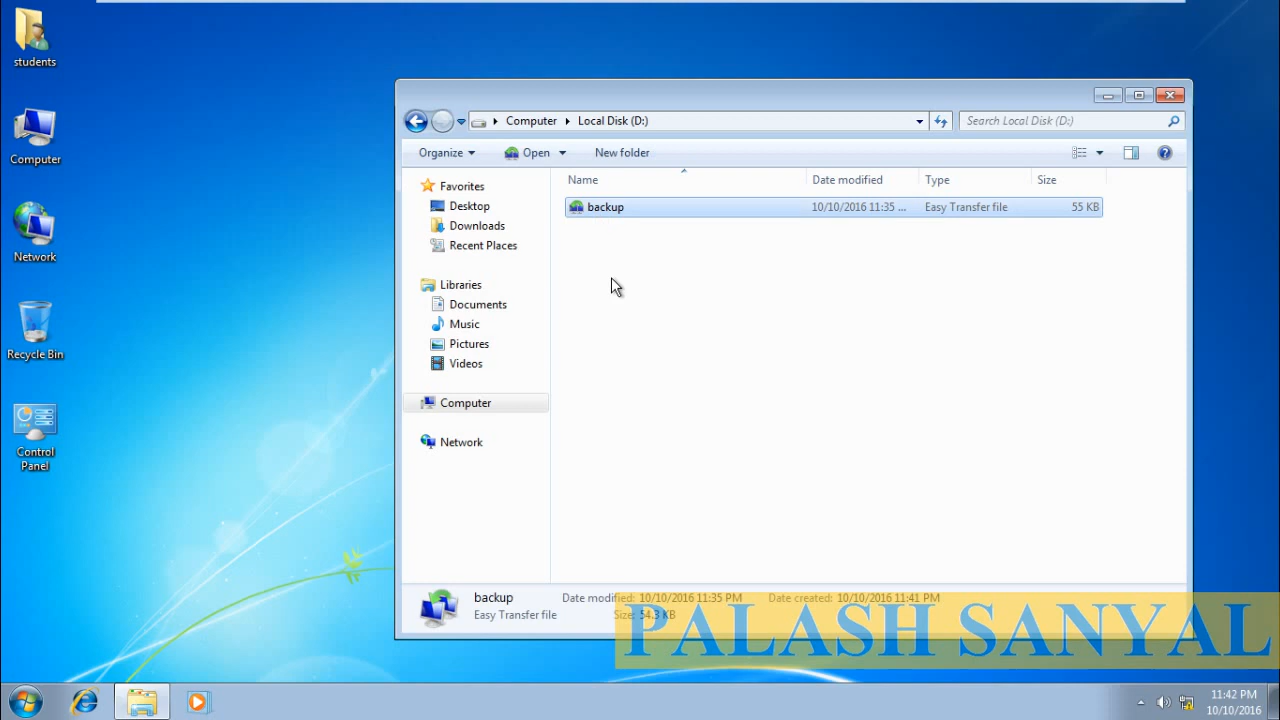 students
Computer
Network
Recycle Bin
Control
Panel
Computer Local Disk (D:)
Search Local Disk (D:)
Organize Open New folder
Name Date modified Type Size
backup 10/10/2016 11:35 ... Easy Transfer file 55 KB
Favorites
Desktop
Downloads
Recent Places
Libraries
Documents
Music
Pictures
Videos
Computer
Network
backup Date modified: 10/10/2016 11:35 PM Date created: 10/10/2016 11:41 PM
Easy Transfer file Size: 54.3 KB
PALASH SANYAL
11:42 PM
10/10/2016